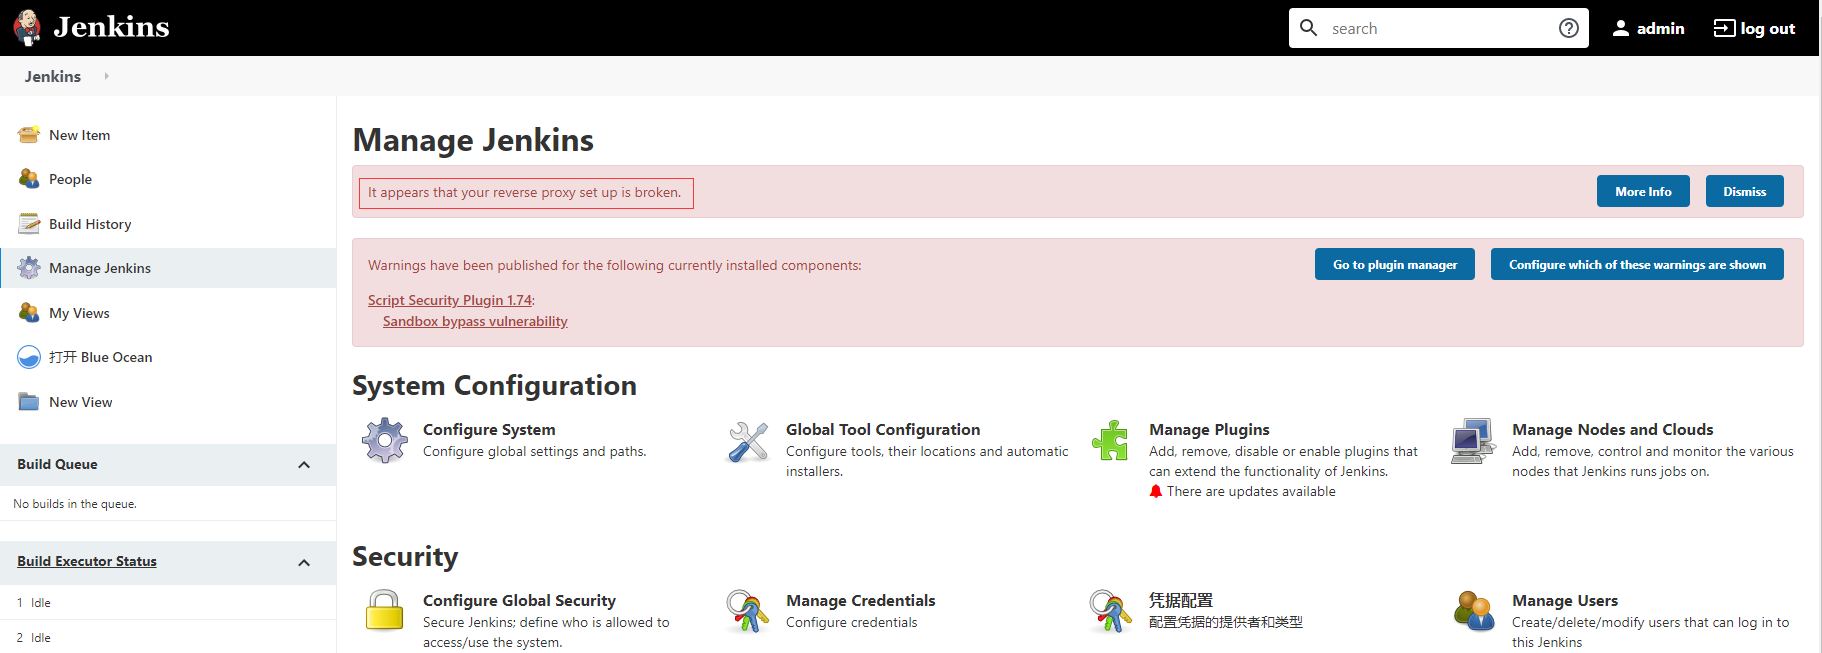 Jenkins
search
admin
log out
Jenkins
New Item
People
Build History
Manage Jenkins
My Views
打开 Blue Ocean
New View
Build Queue
No builds in the queue.
Build Executor Status
1 Idle
2 Idle
Manage Jenkins
It appears that your reverse proxy set up is broken.
More Info
Dismiss
Warnings have been published for the following currently installed components:
Go to plugin manager
Configure which of these warnings are shown
Script Security Plugin 1.74:
Sandbox bypass vulnerability
System Configuration
Configure System
Configure global settings and paths.
Global Tool Configuration
Configure tools, their locations and automatic
installers.
Manage Plugins
Add, remove, disable or enable plugins that
can extend the functionality of Jenkins.
There are updates available
Manage Nodes and Clouds
Add, remove, control and monitor the various
nodes that Jenkins runs jobs on.
Security
Configure Global Security
Secure Jenkins; define who is allowed to
access/use the system.
Manage Credentials
Configure credentials
凭据配置
配置凭据的提供者和类型
Manage Users
Create/delete/modify users that can log in to
this Jenkins